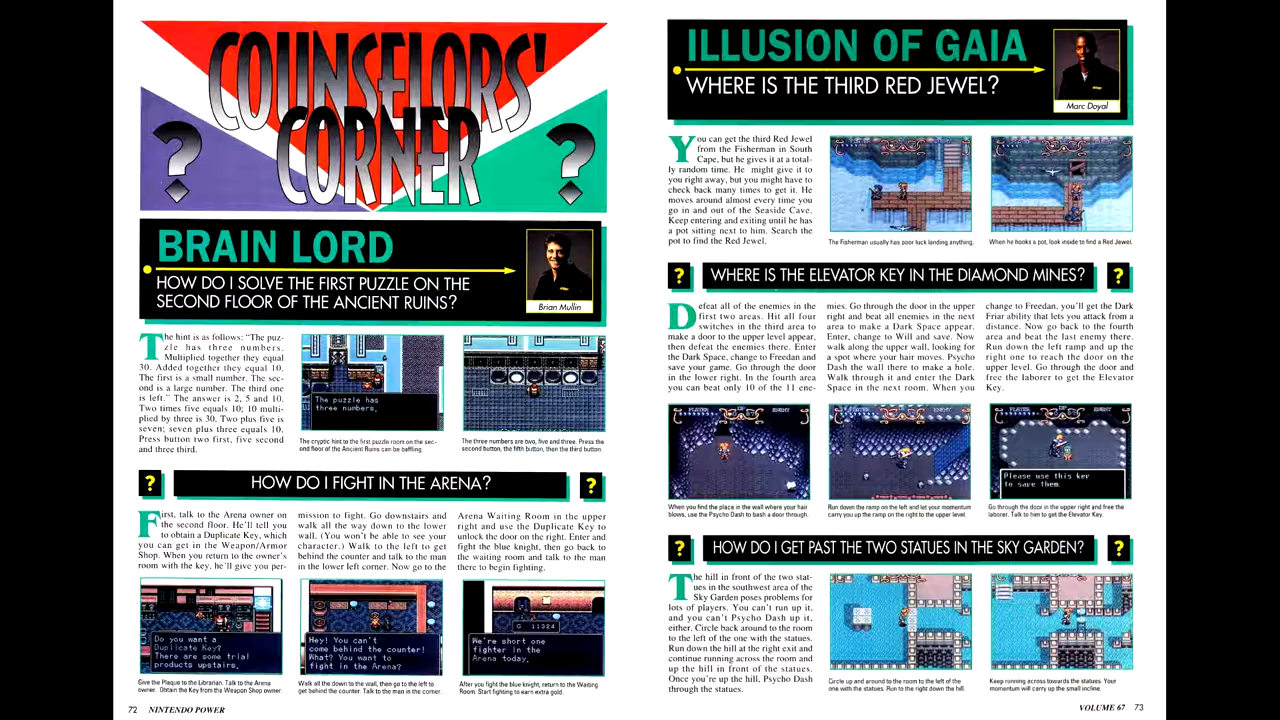 COUNSELORS'
CORNER
?
?
BRAIN LORD
HOW DO I SOLVE THE FIRST PUZZLE ON THE
SECOND FLOOR OF THE ANCIENT RUINS?
Brian Mullin
The hint is as follows: "The puz-
zle has three numbers.
Multiplied together they equal
30. Added together they equal 10.
The first is a small number. The sec-
ond is a large number. The third one
is left." The answer is 2, 5 and 10.
Two times five equals 10; 10 multi-
plied by three is 30. Two plus five is
seven; seven plus three equals 10.
Press button two first, five second
and three third.
The puzzle has
three numbers,
The cryptic hint to the first puzzle room on the sec-
ond floor of the Ancient Ruins can be baffling.
The three numbers are two, five and three. Press the
second button, the fifth button, then the third button.
?
HOW DO I FIGHT IN THE ARENA?
?
First, talk to the Arena owner on
the second floor. He'll tell you
to obtain a Duplicate Key, which
you can get in the Weapon/Armor
Shop. When you return to the owner's
room with the key, he'll give you per-
mission to fight. Go downstairs and
walk all the way down to the lower
wall. (You won't be able to see your
character.) Walk to the left to get
behind the counter and talk to the man
in the lower left corner. Now go to the
Arena Waiting Room in the upper
right and use the Duplicate Key to
unlock the door on the right. Enter and
fight the blue knight, then go back to
the waiting room and talk to the man
there to begin fighting.
Do you want a
Duplicate Key?
There are some trial
products upstairs,
Give the Plaque to the Librarian. Talk to the Arena
owner. Obtain the Key from the Weapon Shop owner.
Hey! You can't
come behind the counter!
What? You want to
fight in the Arena?
Walk all the down to the wall, then go to the left to
get behind the counter. Talk to the man in the corner.
G 11324
We're short one
fighter in the
Arena today,
After you fight the blue knight, return to the Waiting
Room. Start fighting to earn extra gold.
72 NINTENDO POWER
ILLUSION OF GAIA
WHERE IS THE THIRD RED JEWEL?
Marc Doyal
You can get the third Red Jewel
from the Fisherman in South
Cape, but he gives it at a total-
ly random time. He might give it to
you right away, but you might have to
check back many times to get it. He
moves around almost every time you
go in and out of the Seaside Cave.
Keep entering and exiting until he has
a pot sitting next to him. Search the
pot to find the Red Jewel.
The Fisherman usually has poor luck landing anything.
When he hooks a pot, look inside to find a Red Jewel.
?
WHERE IS THE ELEVATOR KEY IN THE DIAMOND MINES?
?
Defeat all of the enemies in the
first two areas. Hit all four
switches in the third area to
make a door to the upper level appear,
then defeat the enemies there. Enter
the Dark Space, change to Freedan and
save your game. Go through the door
in the lower right. In the fourth area
you can beat only 10 of the 11 ene-
mies. Go through the door in the upper
right and beat all enemies in the next
area to make a Dark Space appear.
Enter, change to Will and save. Now
walk along the upper wall, looking for
a spot where your hair moves. Psycho
Dash the wall there to make a hole.
Walk through it and enter the Dark
Space in the next room. When you
change to Freedan, you'll get the Dark
Friar ability that lets you attack from a
distance. Now go back to the fourth
area and beat the last enemy there.
Run down the left ramp and up the
right one to reach the door on the
upper level. Go through the door and
free the laborer to get the Elevator
Key.
PLAYER ENEMY
When you find the place in the wall where your hair
blows, use the Psycho Dash to bash a door through.
PLAYER ENEMY
Run down the ramp on the left and let your momentum
carry you up the ramp on the right to the upper level.
PLAYER ENEMY
Please use this key
to save them.
Go through the door in the upper right and free the
laborer. Talk to him to get the Elevator Key.
?
HOW DO I GET PAST THE TWO STATUES IN THE SKY GARDEN?
?
The hill in front of the two stat-
ues in the southwest area of the
Sky Garden poses problems for
lots of players. You can't run up it,
and you can't Psycho Dash up it,
either. Circle back around to the room
to the left of the one with the statues.
Run down the hill at the right exit and
continue running across the room and
up the hill in front of the statues.
Once you're up the hill, Psycho Dash
through the statues.
Circle up and around to the room to the left of the
one with the statues. Run to the right down the hill.
Keep running across towards the statues. Your
momentum will carry up the small incline.
VOLUME 67 73